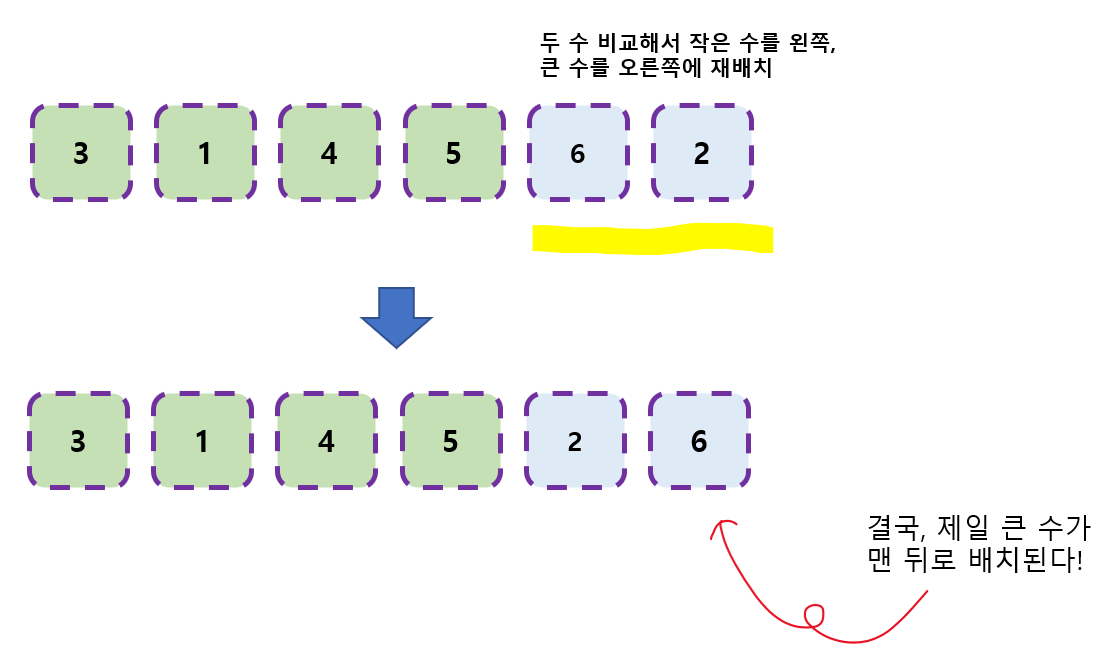 두 수 비교해서 작은 수를 왼쪽,
큰 수를 오른쪽에 재배치
3 1 4 5 6 2
3 1 4 5 2 6
결국, 제일 큰 수가
맨 뒤로 배치된다!